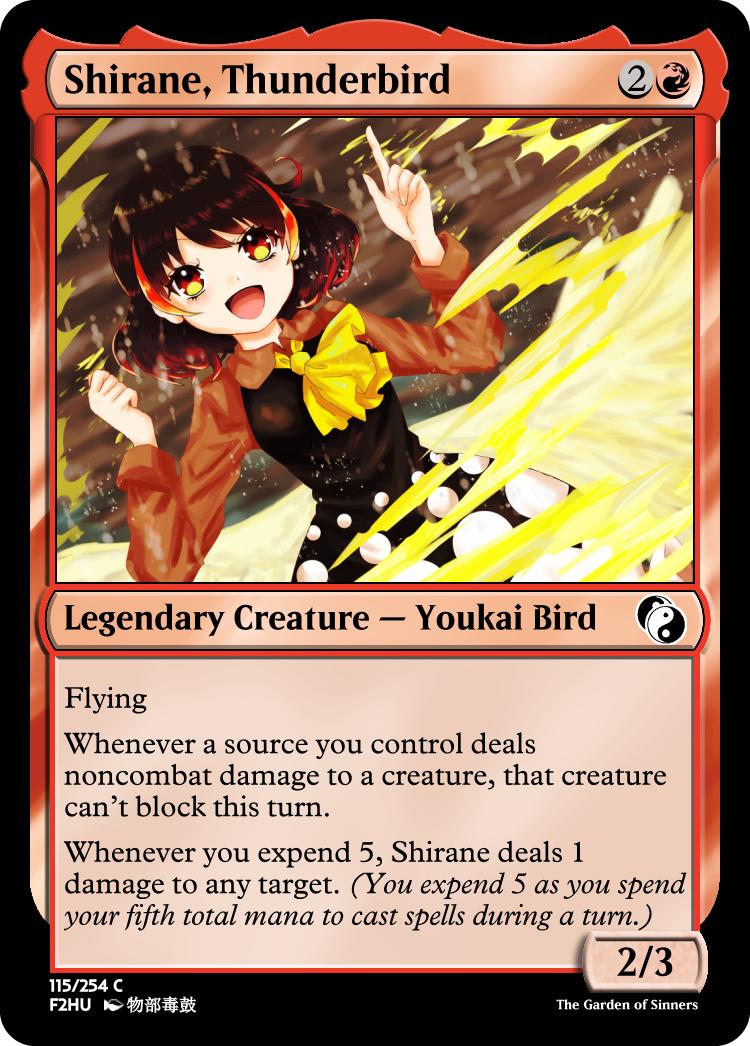 Shirane, Thunderbird 2
Legendary Creature — Youkai Bird
Flying
Whenever a source you control deals
noncombat damage to a creature, that creature
can't block this turn.
Whenever you expend 5, Shirane deals 1
damage to any target. (You expend 5 as you spend
your fifth total mana to cast spells during a turn.)
2/3
115/254 C
F2HU 物部毒鼓
The Garden of Sinners